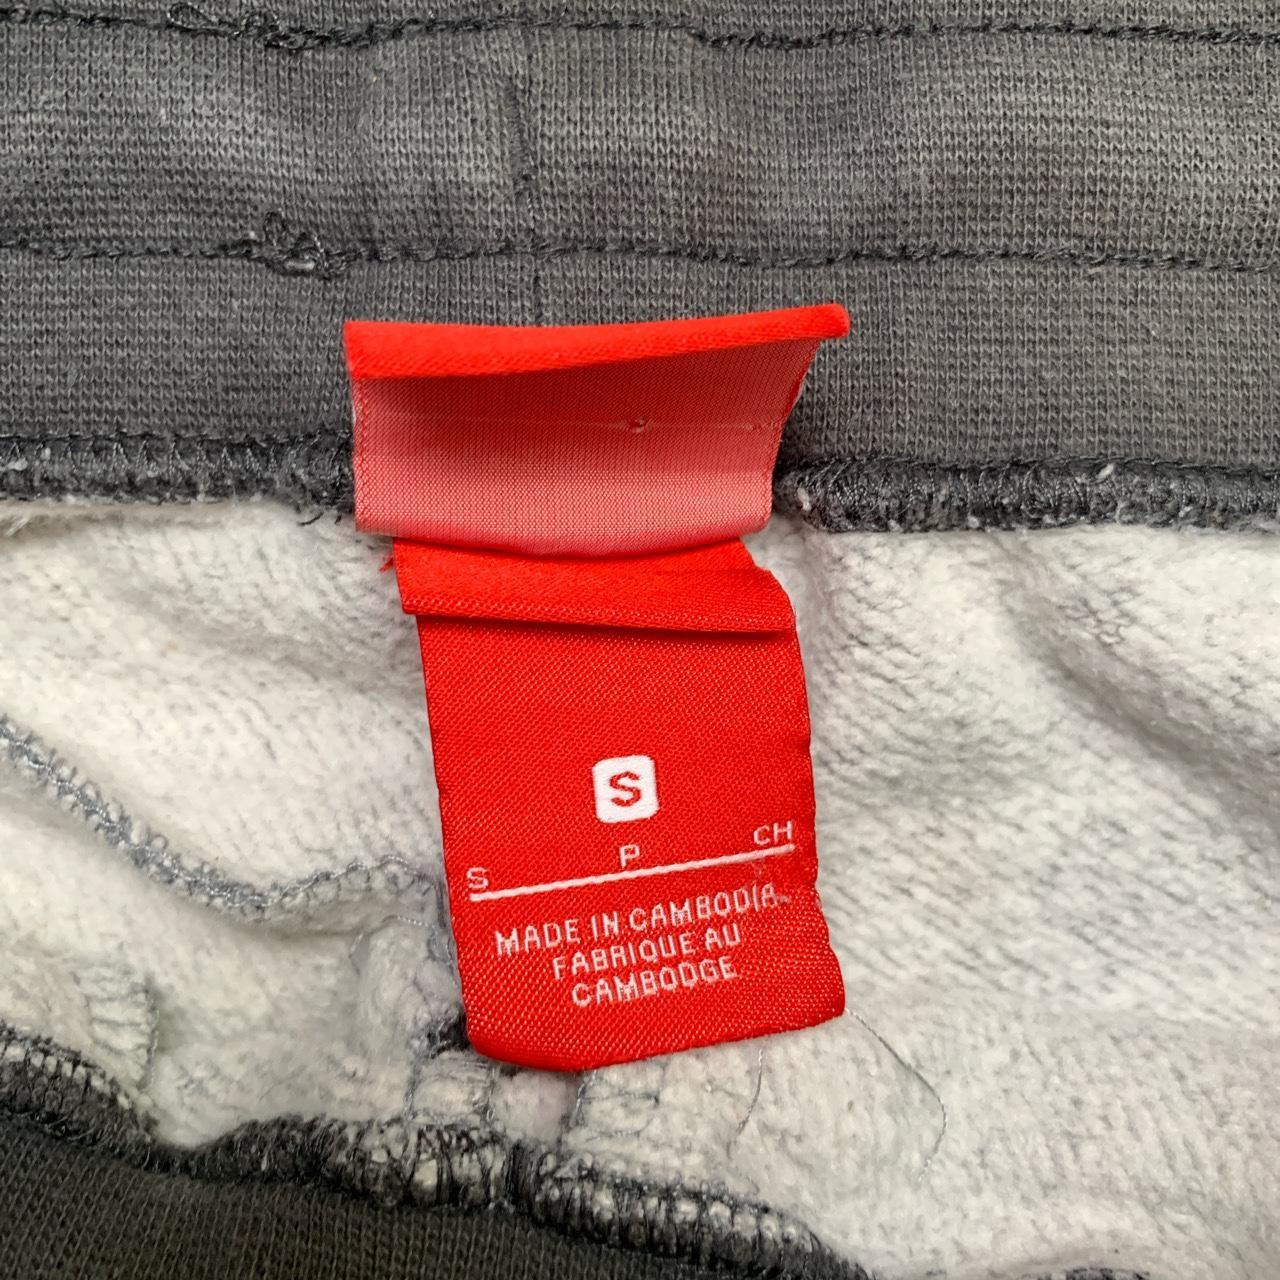 S
S P CH
MADE IN CAMBODIA
FABRIQUE AU
CAMBODGE